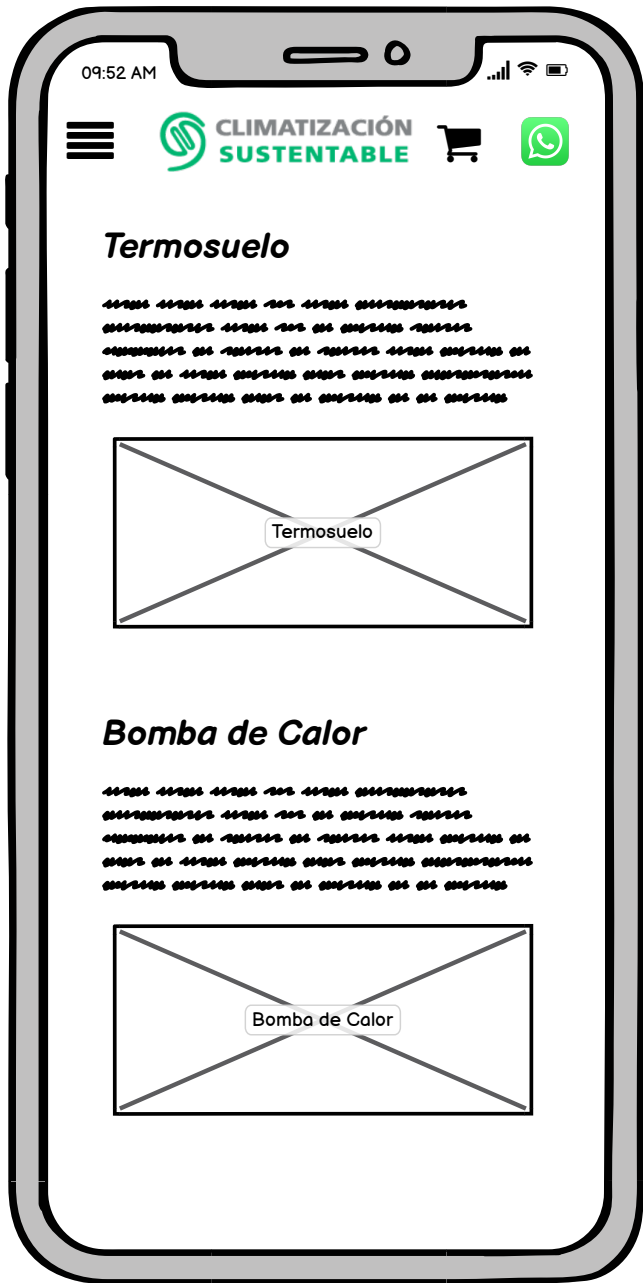 09:52 AM
CLIMATIZACIÓN
SUSTENTABLE
Termosuelo
Termosuelo
Bomba de Calor
Bomba de Calor